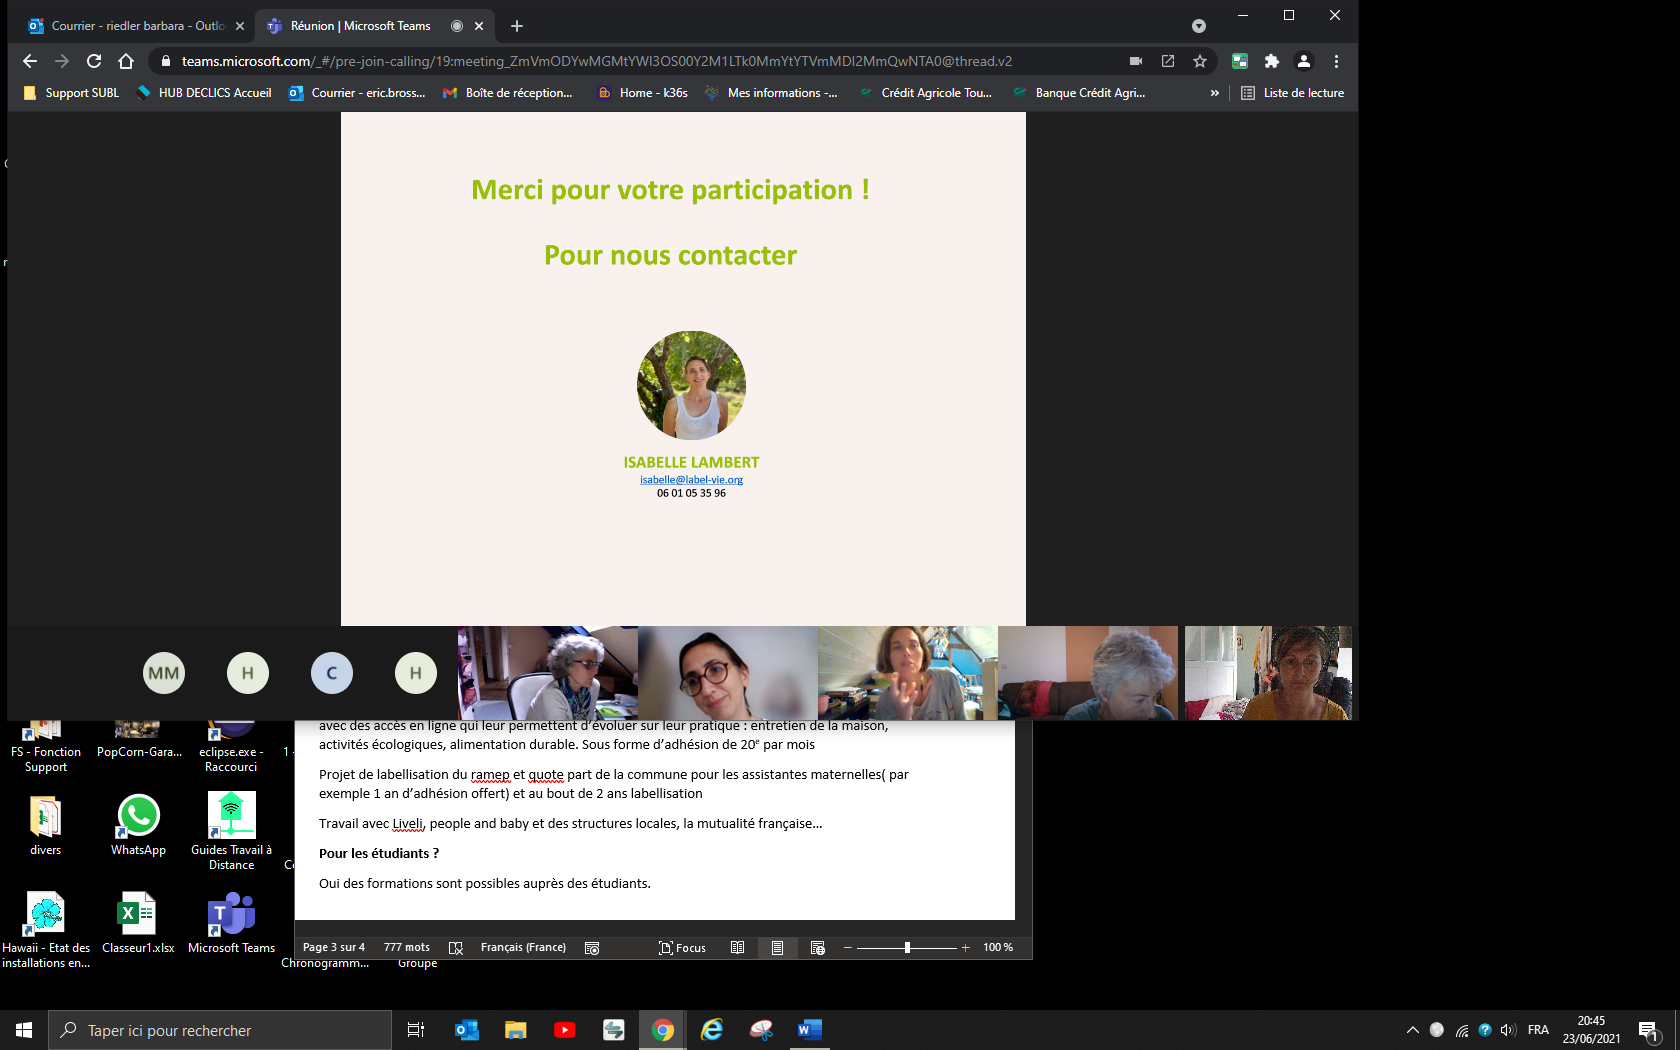 Courrier - riedler barbara - Outlo
Réunion | Microsoft Teams
teams.microsoft.com/_#/pre-join-calling/19:meeting_ZmVmODYwMGMtYWI3OS00Y2M1LTk0MmYtYTVmMDI2MmQwNTA0@thread.v2
Support SUBL
HUB DECLICS Accueil
Courrier - eric.bross...
Boîte de réception...
Home - k36s
Mes informations -...
Crédit Agricole Tou...
Banque Crédit Agri...
»
Liste de lecture
Merci pour votre participation !
Pour nous contacter
ISABELLE LAMBERT
isabelle@label-vie.org
06 01 05 35 96
MM
H
C
H
avec des accès en ligne qui leur permettent d'évoluer sur leur pratique : entretien de la maison,
activités écologiques, alimentation durable. Sous forme d'adhésion de 20e par mois
Projet de labellisation du ramep et quote part de la commune pour les assistantes maternelles( par
exemple 1 an d'adhésion offert) et au bout de 2 ans labellisation
Travail avec Liveli, people and baby et des structures locales, la mutualité française...
Pour les étudiants ?
Oui des formations sont possibles auprès des étudiants.
FS - Fonction
Support
PopCorn-Gara...
eclipse.exe -
Raccourci
1
divers
WhatsApp
Guides Travail à
Distance
Hawaii - Etat des
installations en...
Classeur1.xlsx
Microsoft Teams
Chronogramm...
Groupe
Page 3 sur 4
777 mots
Français (France)
Focus
100 %
Taper ici pour rechercher
FRA
20:45
23/06/2021
1